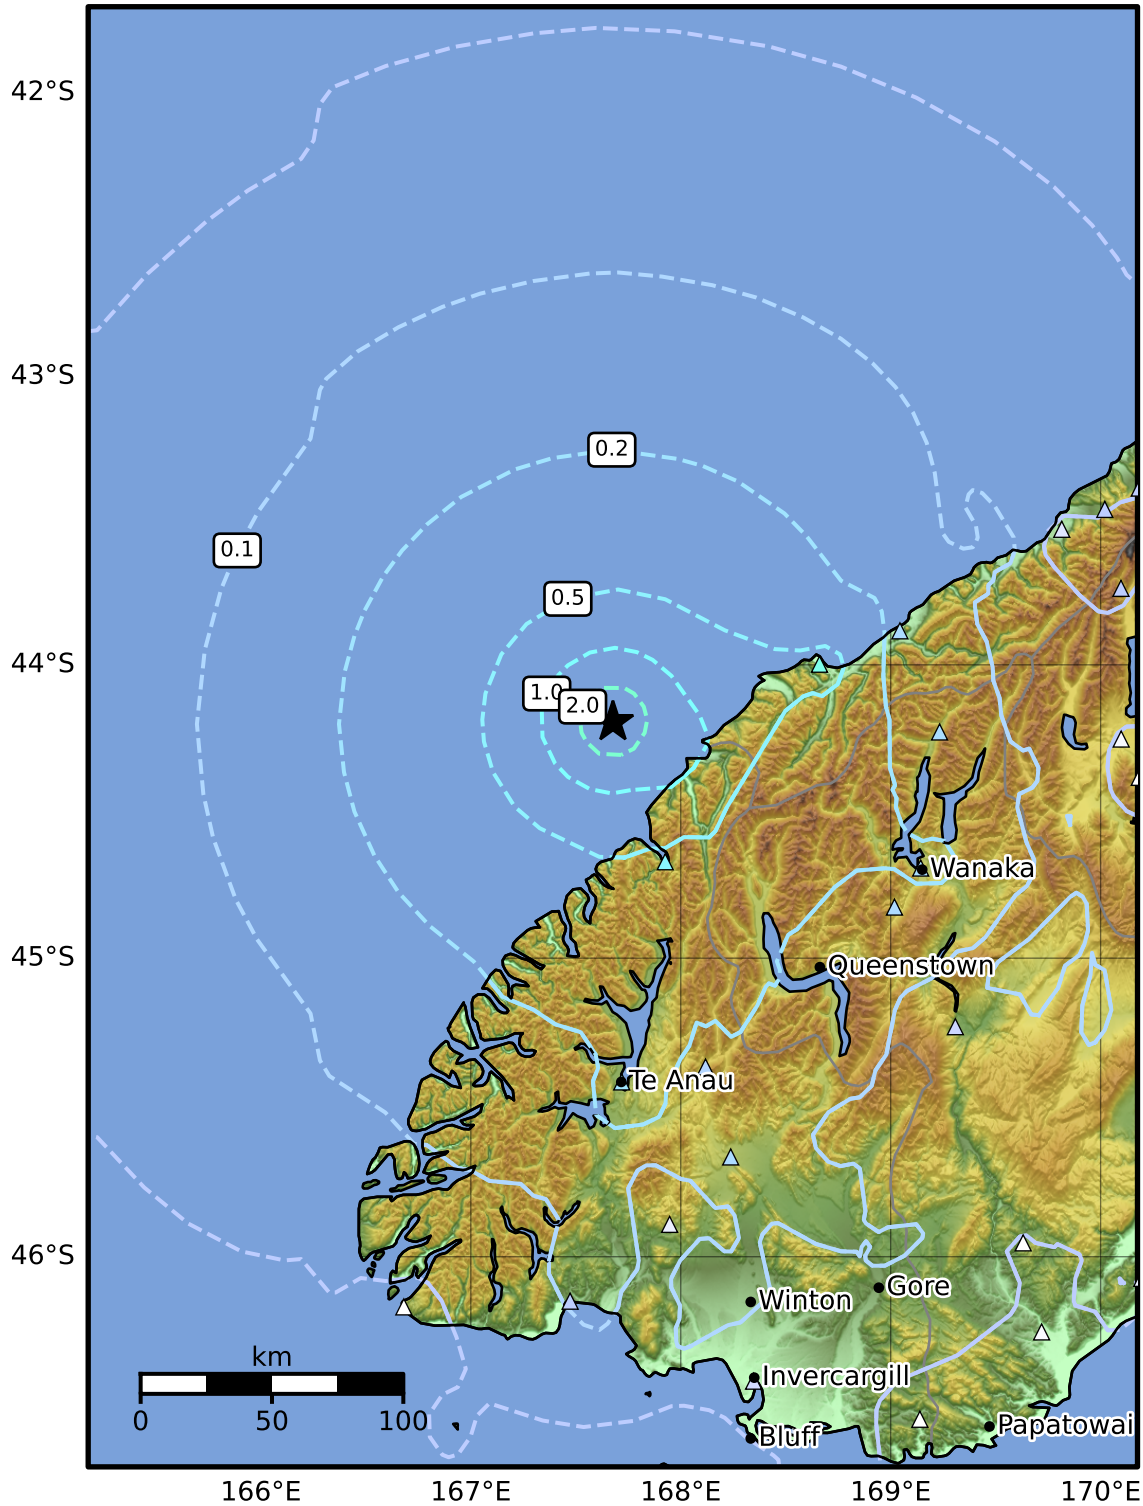 42°S
43°S
0.2
0.1
0.5
44°S
1.0
2.0
Wanaka
45°S
Queenstown
Te Anau
46°S
Gore
Winton
km
Invercargill
0 50 100
Papatowai
Bluff
166°E 167°E 168°E 169°E 170°E